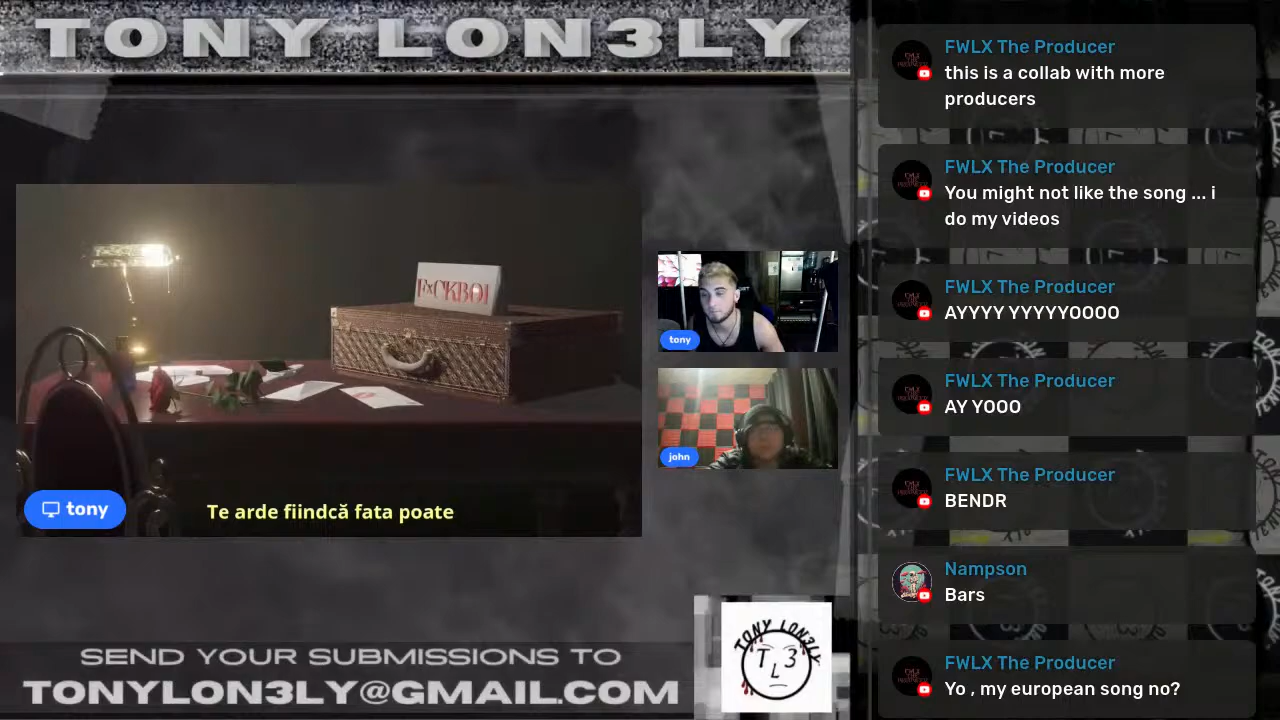 TONY LON3LY
FxCKBOI
tony
Te arde fiindcă fata poate
tony
john
SEND YOUR SUBMISSIONS TO
TONYLON3LY@GMAIL.COM
TONY LON3LY
T L 3
FWLX The Producer
this is a collab with more
producers
FWLX The Producer
You might not like the song ... i
do my videos
FWLX The Producer
AYYYY YYYYYOOOO
FWLX The Producer
AY YOOO
FWLX The Producer
BENDR
Nampson
Bars
FWLX The Producer
Yo , my european song no?